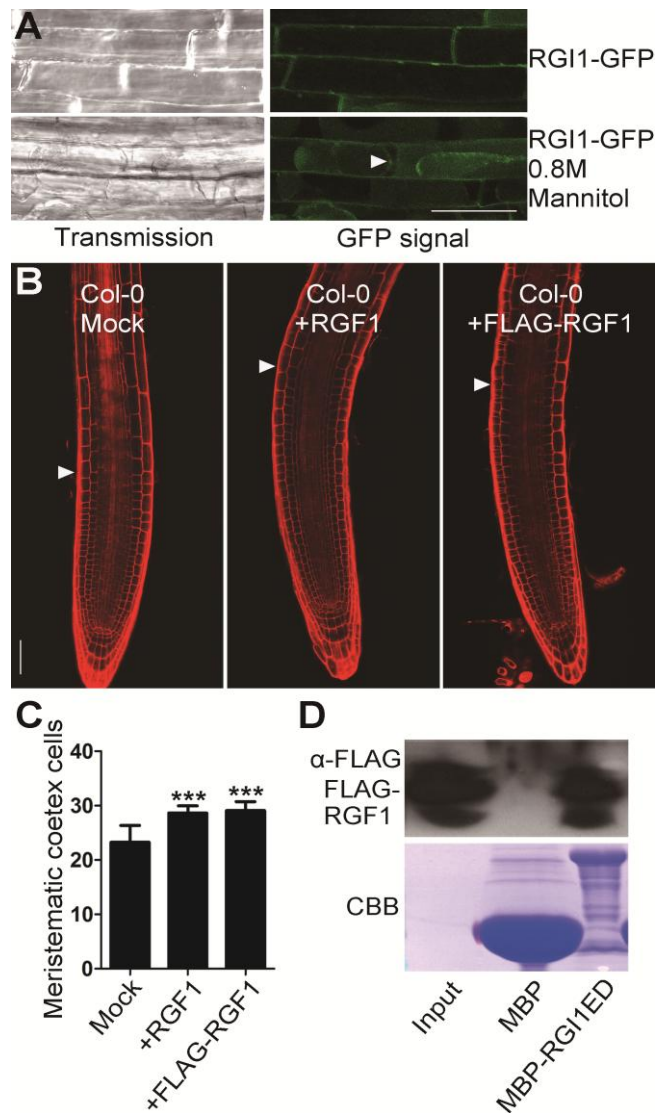 A
RGI1-GFP
RGI1-GFP
0.8M
Mannitol
Transmission
GFP signal
B
Col-0
Mock
Col-0
+RGF1
Col-0
+FLAG-RGF1
C
Meristematic coetex cells
40
30
20
10
0
***
***
Mock
+RGF1
+FLAG-RGF1
D
α-FLAG
FLAG-
RGF1
CBB
Input
MBP
MBP-RGI1ED